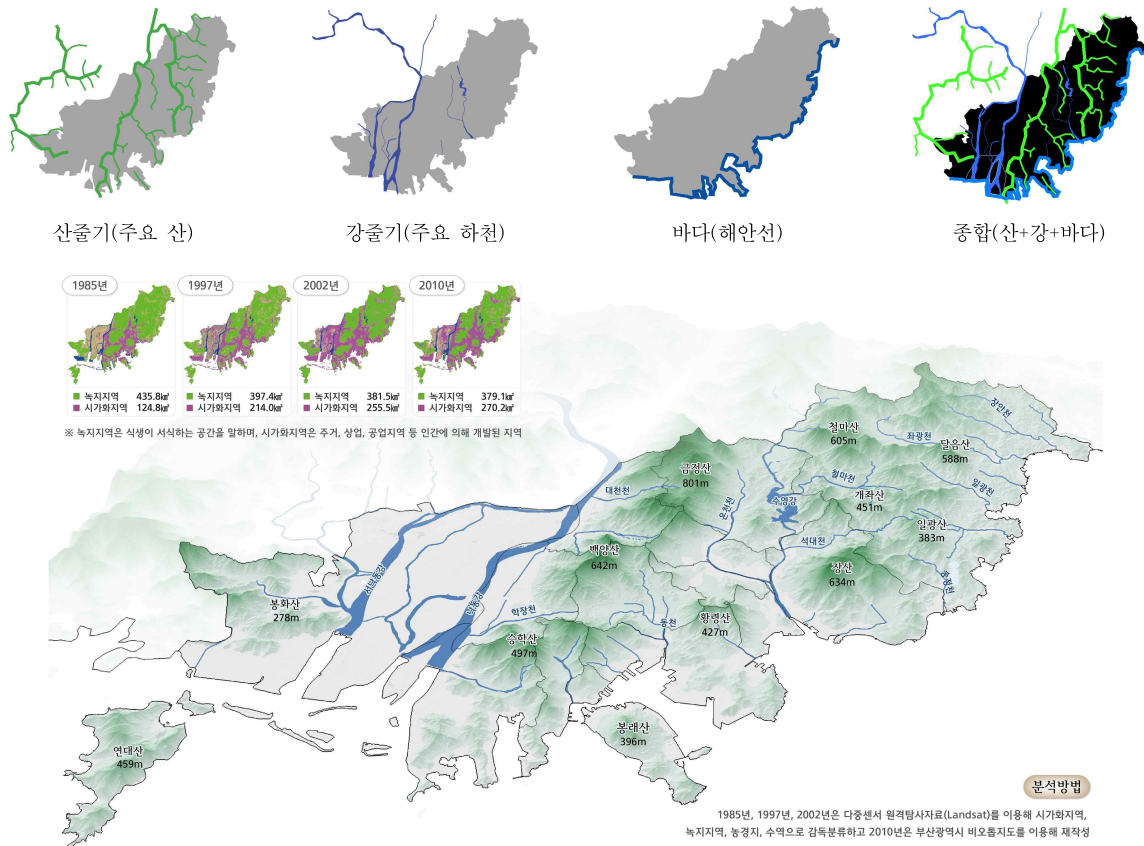 산줄기(주요 산)
강줄기(주요 하천)
바다(해안선)
종합(산+강+바다)
1985년
1997년
2002년
2010년
녹지지역 435.8㎢
시가화지역 124.8㎢
녹지지역 397.4㎢
시가화지역 214.0㎢
녹지지역 381.5㎢
시가화지역 255.5㎢
녹지지역 379.1㎢
시가화지역 270.2㎢
※ 녹지지역은 식생이 서식하는 공간을 말하며, 시가화지역은 주거, 상업, 공업지역 등 인간에 의해 개발된 지역
장안천
철마산
605m
좌광천
달음산
588m
금정산
801m
대천천
온천천
수영강
철마천
개좌산
451m
일광천
일광산
383m
석대천
백양산
642m
장산
634m
송정천
서낙동강
낙동강
봉화산
278m
학장천
동천
황령산
427m
승학산
497m
봉래산
396m
연대산
459m
분석방법
1985년, 1997년, 2002년은 다중센서 원격탐사자료(Landsat)를 이용해 시가화지역,
녹지지역, 농경지, 수역으로 감독분류하고 2010년은 부산광역시 비오톱지도를 이용해 재작성